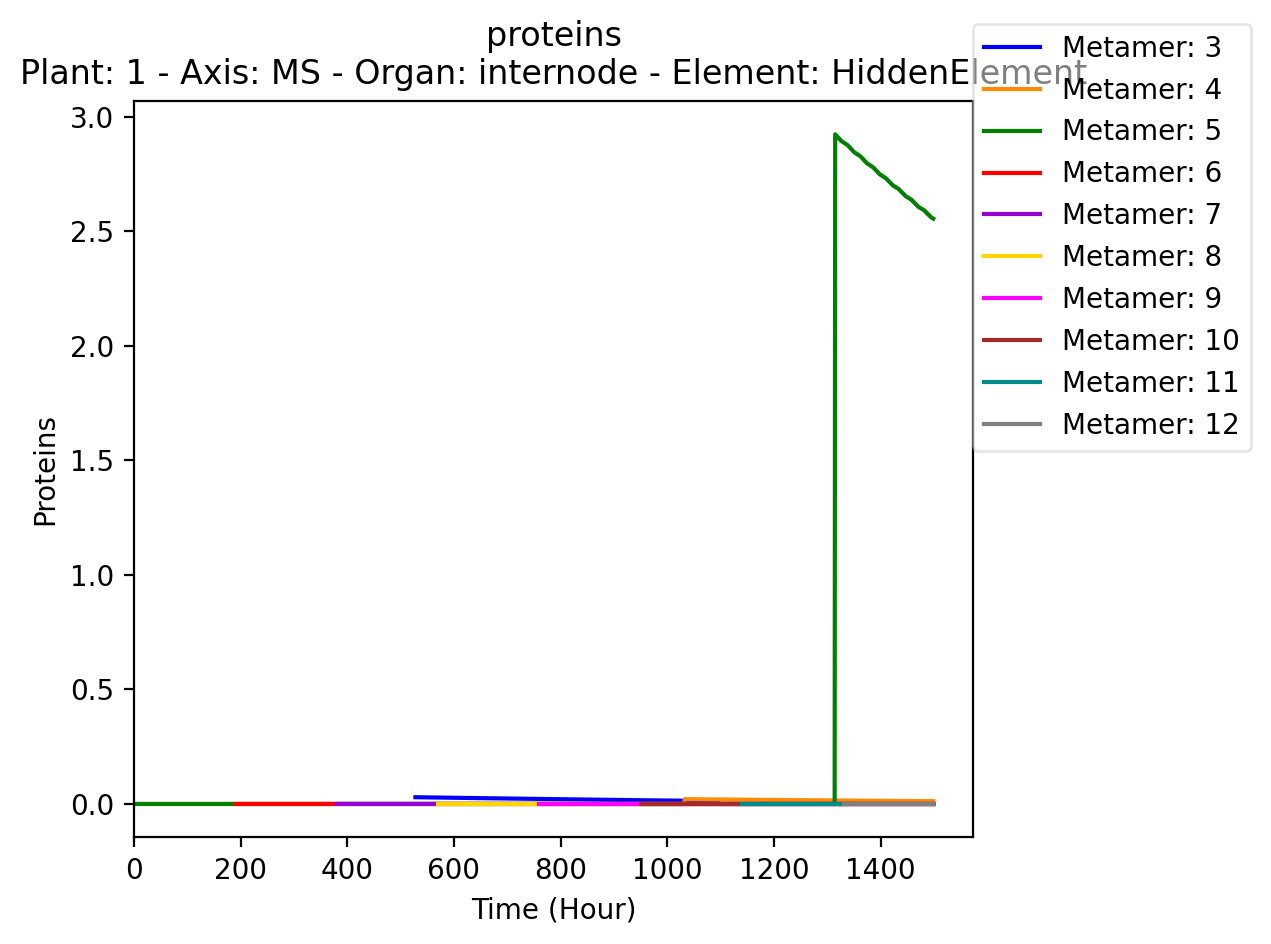 proteins
Plant: 1 - Axis: MS - Organ: internode - Element: HiddenElement
Metamer: 3
Metamer: 4
Metamer: 5
Metamer: 6
Metamer: 7
Metamer: 8
Metamer: 9
Metamer: 10
Metamer: 11
Metamer: 12
Proteins
3.0
2.5
2.0
1.5
1.0
0.5
0.0
0 200 400 600 800 1000 1200 1400
Time (Hour)